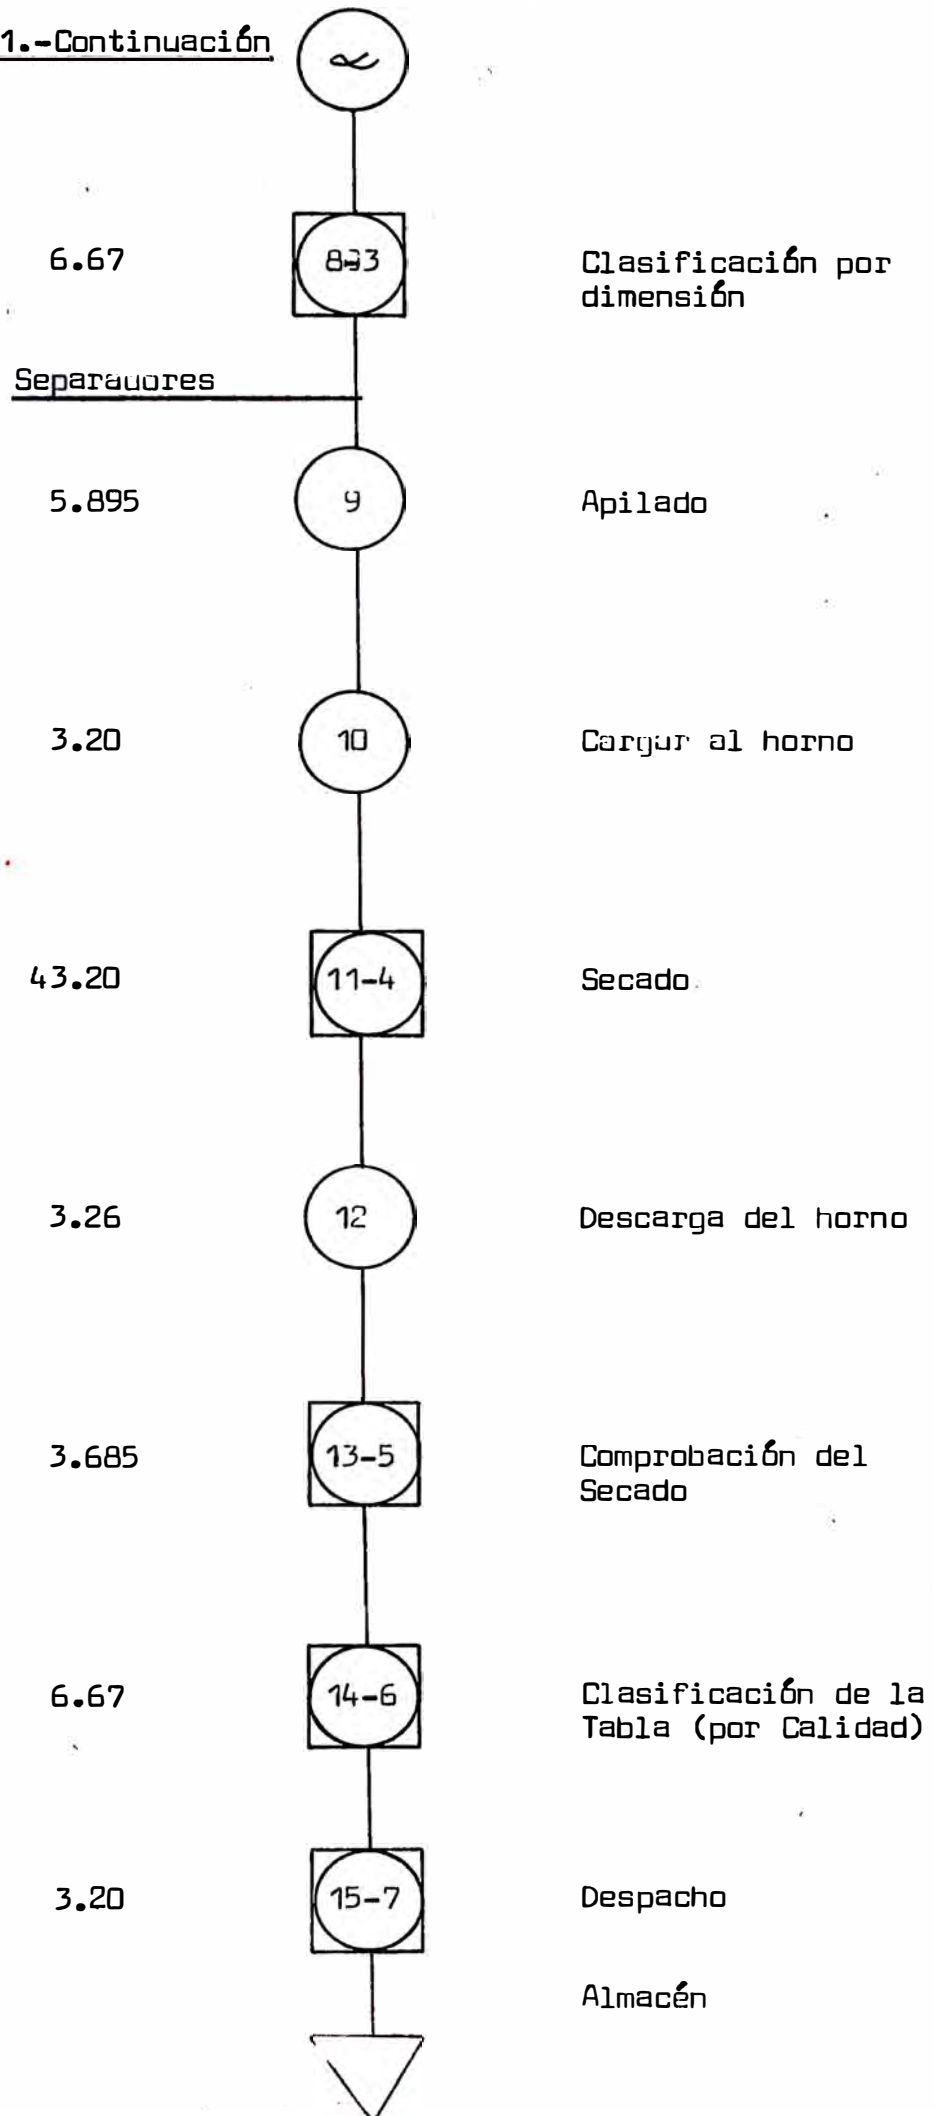 1.-Continuación
∝
6.67
8-3
Clasificación por
dimensión
Separadores
5.895
9
Apilado
3.20
10
Cargar al horno
43.20
11-4
Secado
3.26
12
Descarga del horno
3.685
13-5
Comprobación del
Secado
6.67
14-6
Clasificación de la
Tabla (por Calidad)
3.20
15-7
Despacho
Almacén